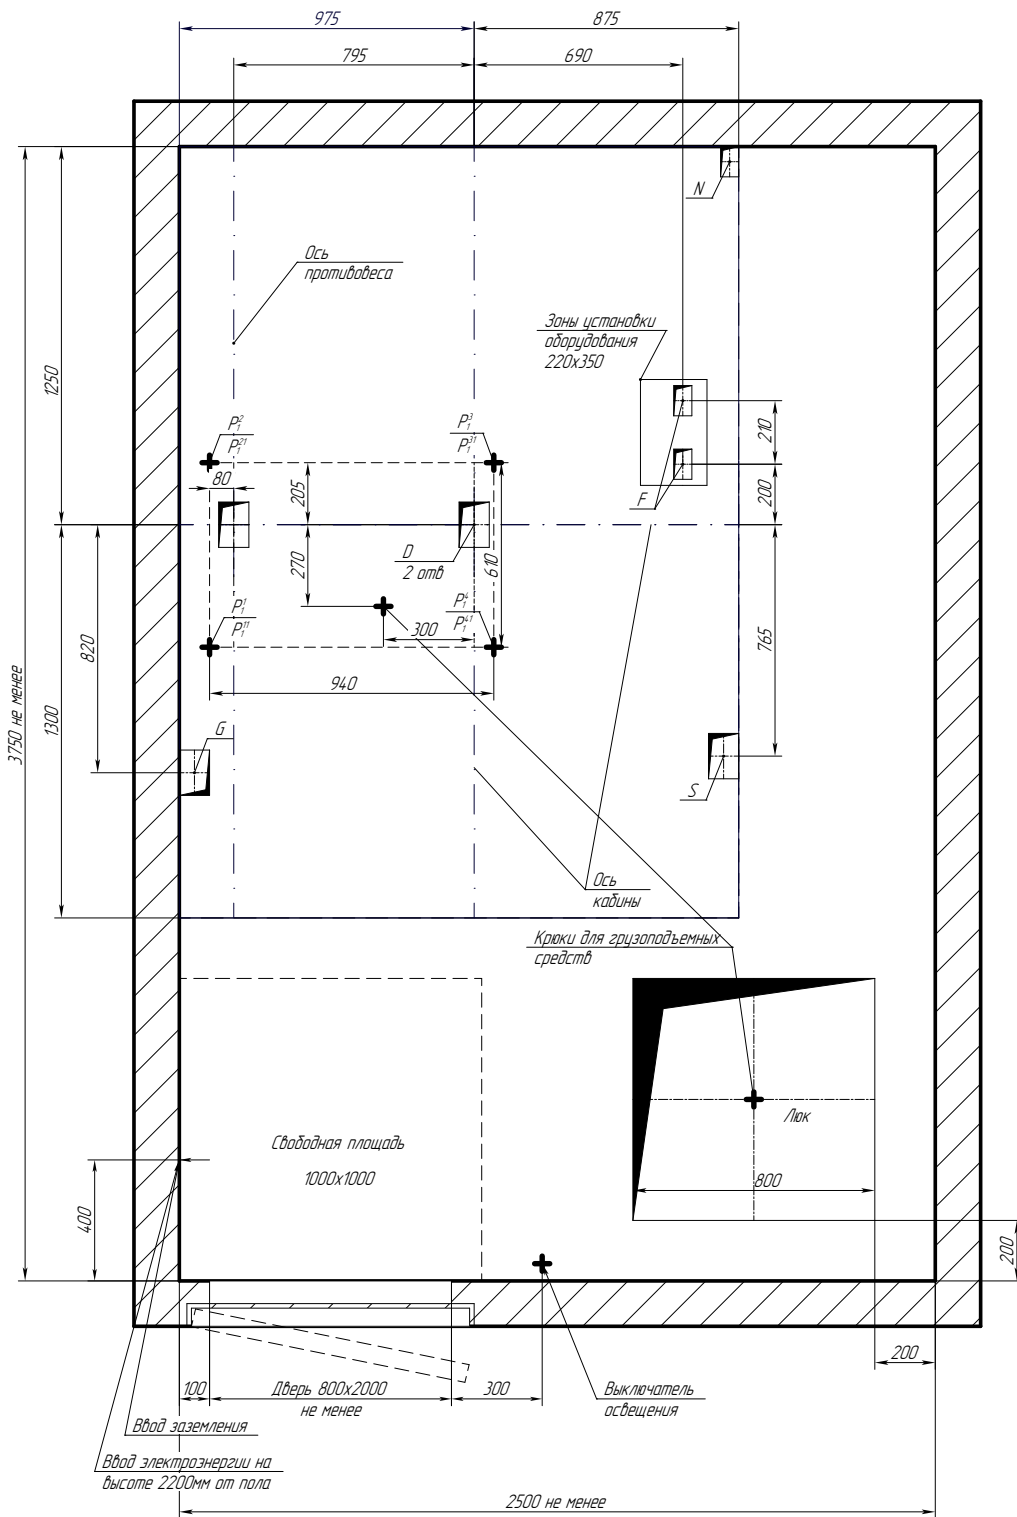 975
875
795
690
N
Ось
противовеса
Зоны установки
оборудования
220х350
1250
P₁²
P₁²¹
P₁³
P₁³¹
210
80
205
F
200
D
2 отв
270
610
P₁¹
P₁¹¹
P₁⁴
P₁⁴¹
300
820
765
940
3750 не менее
1300
G
S
Ось
кабины
Крюки для грузоподъемных
средств
Люк
Свободная площадь
1000х1000
800
400
200
200
100
Дверь 800х2000
не менее
300
Выключатель
освещения
Ввод заземления
Ввод электроэнергии на
высоте 2200мм от пола
2500 не менее